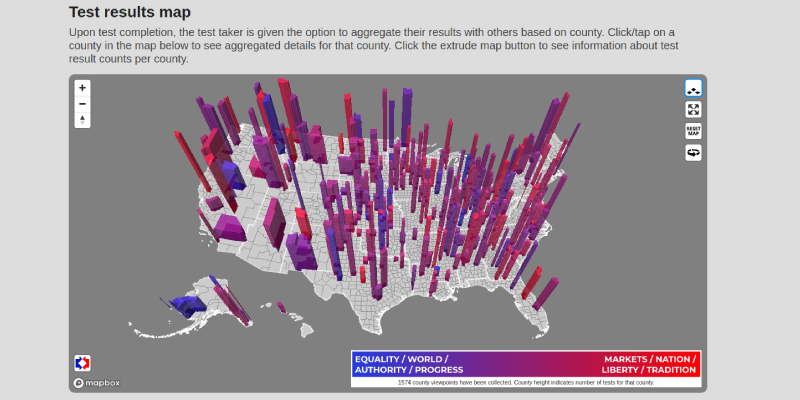 Test results map
Upon test completion, the test taker is given the option to aggregate their results with others based on county. Click/tap on a
county in the map below to see aggregated details for that county. Click the extrude map button to see information about test
result counts per county.
+
−
RESET
MAP
EQUALITY / WORLD /
AUTHORITY / PROGRESS
MARKETS / NATION /
LIBERTY / TRADITION
1574 county viewpoints have been collected. County height indicates number of tests for that county.
mapbox